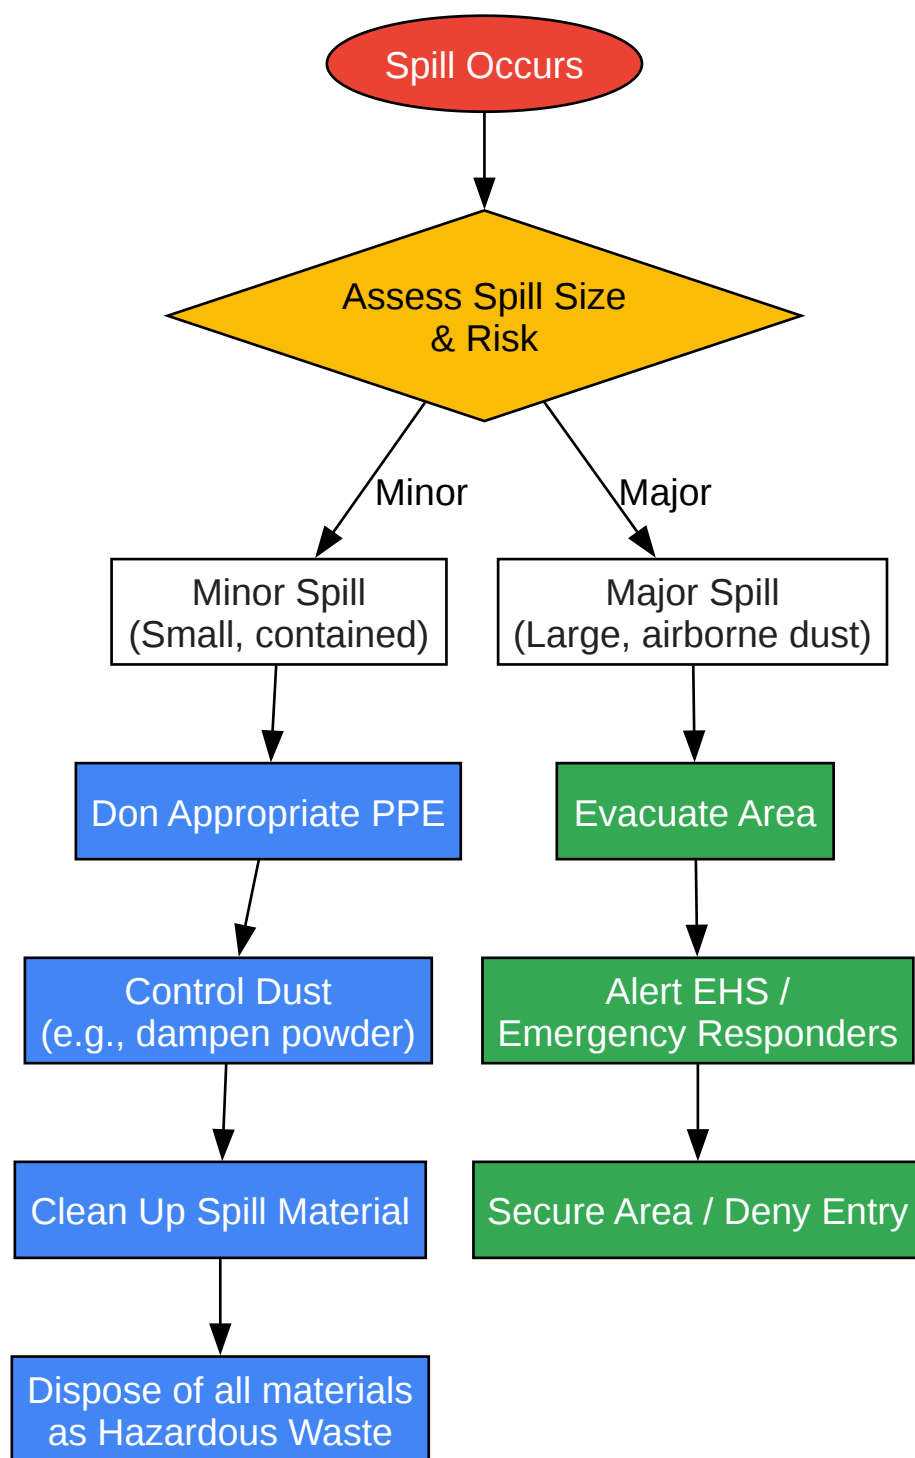 Spill Occurs
Assess Spill Size
& Risk
Minor
Major
Minor Spill
(Small, contained)
Major Spill
(Large, airborne dust)
Don Appropriate PPE
Evacuate Area
Control Dust
(e.g., dampen powder)
Alert EHS /
Emergency Responders
Clean Up Spill Material
Secure Area / Deny Entry
Dispose of all materials
as Hazardous Waste